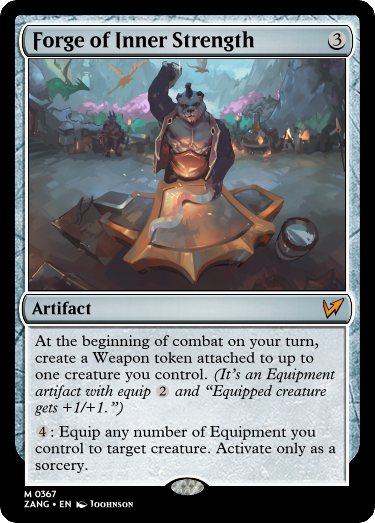 Forge of Inner Strength 3
Artifact
At the beginning of combat on your turn,
create a Weapon token attached to up to
one creature you control. (It's an Equipment
artifact with equip 2 and “Equipped creature
gets +1/+1.”)
4: Equip any number of Equipment you
control to target creature. Activate only as a
sorcery.
M 0367
ZANG • EN Joohnson